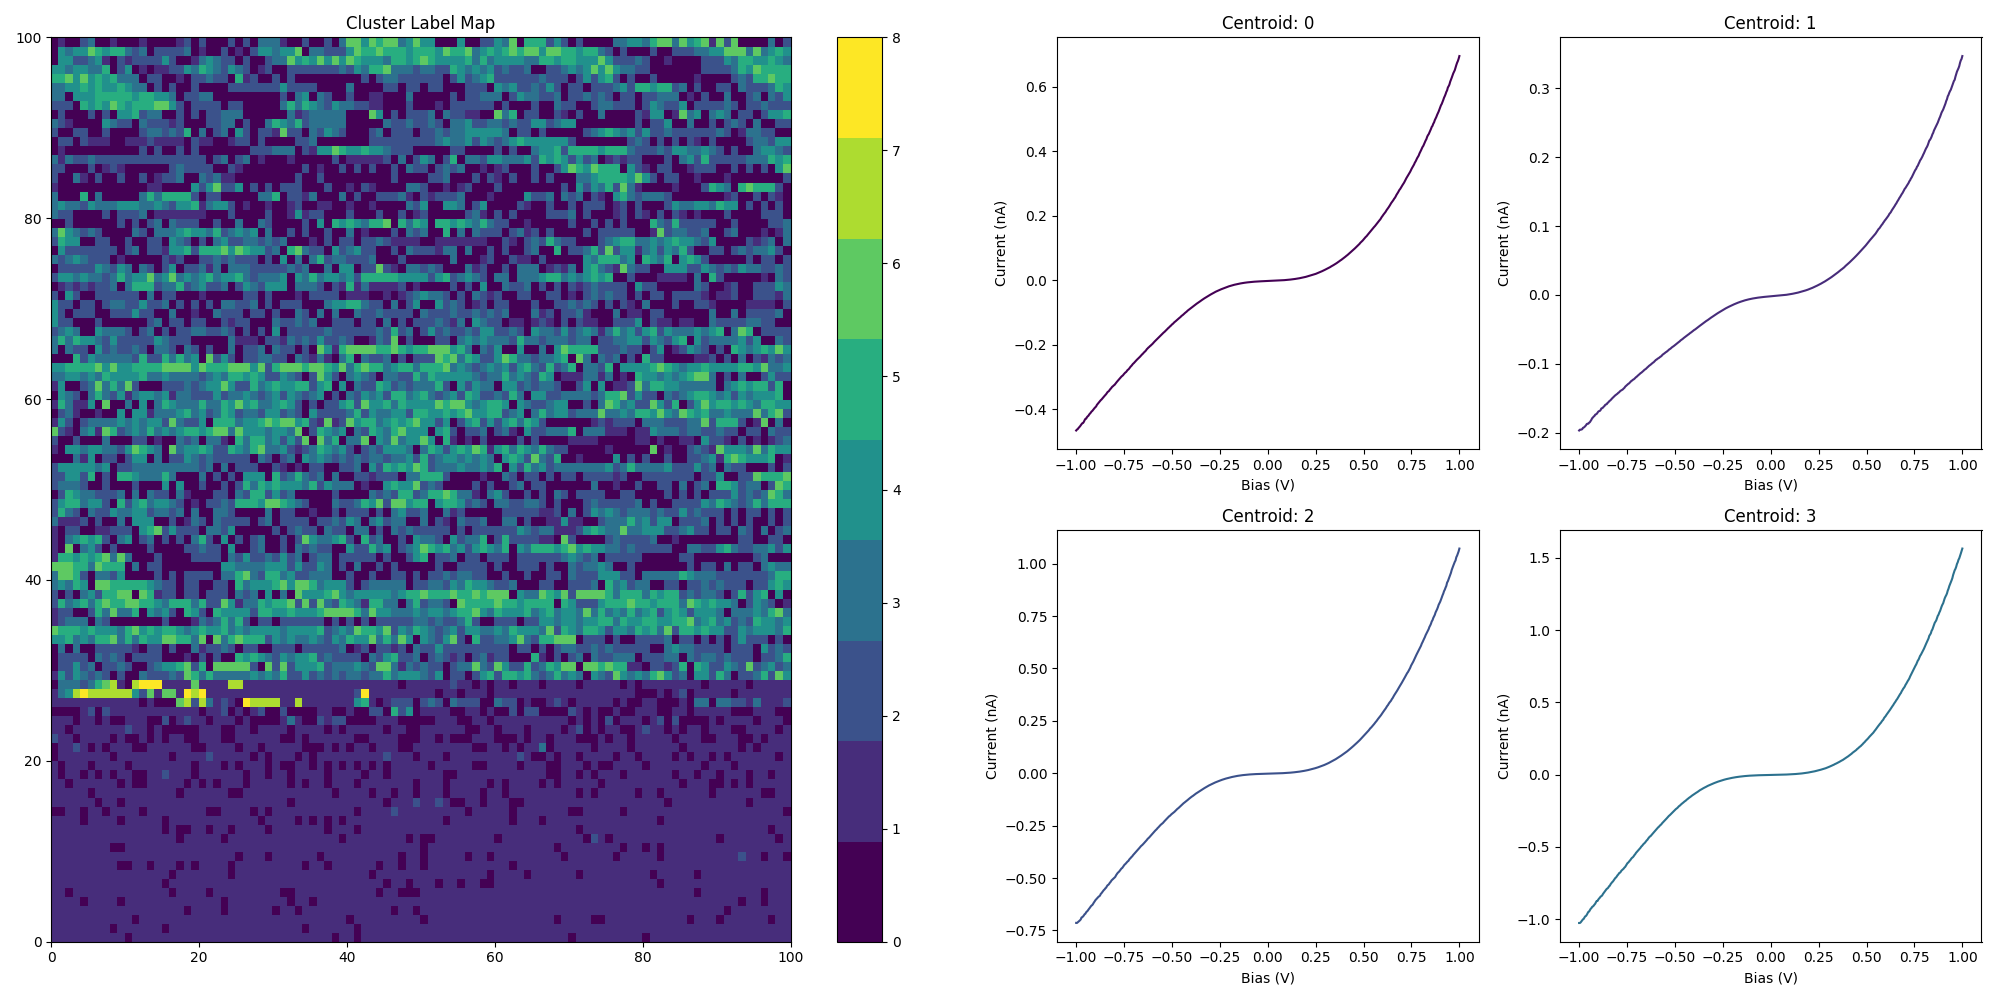 Cluster Label Map
100
80
60
40
20
0
0 20 40 60 80 100
8
7
6
5
4
3
2
1
0
Centroid: 0
Current (nA)
0.6
0.4
0.2
0.0
−0.2
−0.4
−1.00 −0.75 −0.50 −0.25 0.00 0.25 0.50 0.75 1.00
Bias (V)
Centroid: 1
Current (nA)
0.3
0.2
0.1
0.0
−0.1
−0.2
−1.00 −0.75 −0.50 −0.25 0.00 0.25 0.50 0.75 1.00
Bias (V)
Centroid: 2
Current (nA)
1.00
0.75
0.50
0.25
0.00
−0.25
−0.50
−0.75
−1.00 −0.75 −0.50 −0.25 0.00 0.25 0.50 0.75 1.00
Bias (V)
Centroid: 3
Current (nA)
1.5
1.0
0.5
0.0
−0.5
−1.0
−1.00 −0.75 −0.50 −0.25 0.00 0.25 0.50 0.75 1.00
Bias (V)